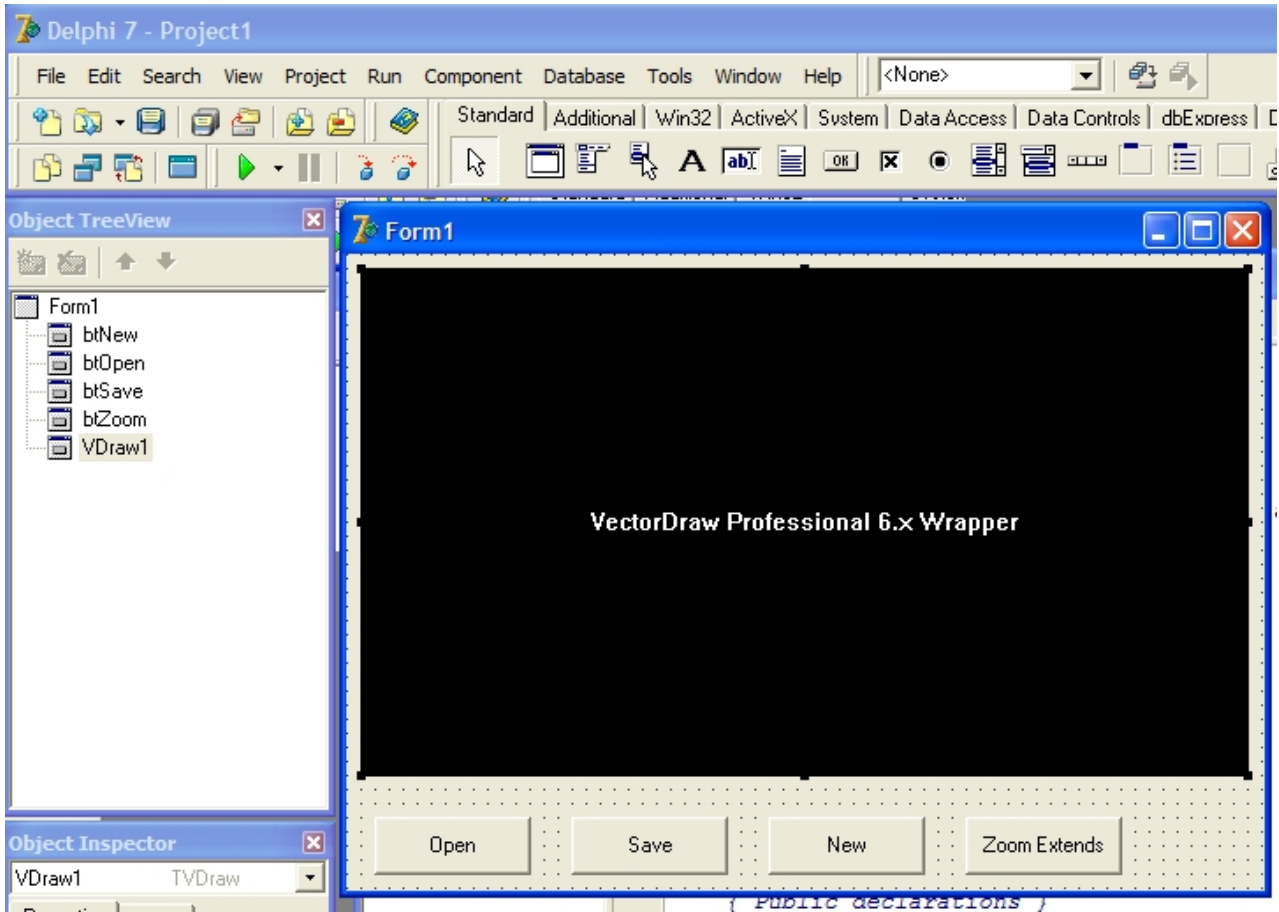 Delphi 7 - Project1
File Edit Search View Project Run Component Database Tools Window Help <None>
Standard Additional Win32 ActiveX System Data Access Data Controls dbExpress
A ab OK
Object TreeView
Form1
btNew
btOpen
btSave
btZoom
VDraw1
Form1
VectorDraw Professional 6.x Wrapper
Open Save New Zoom Extends
Object Inspector
VDraw1 TVDraw
{ Public declarations }